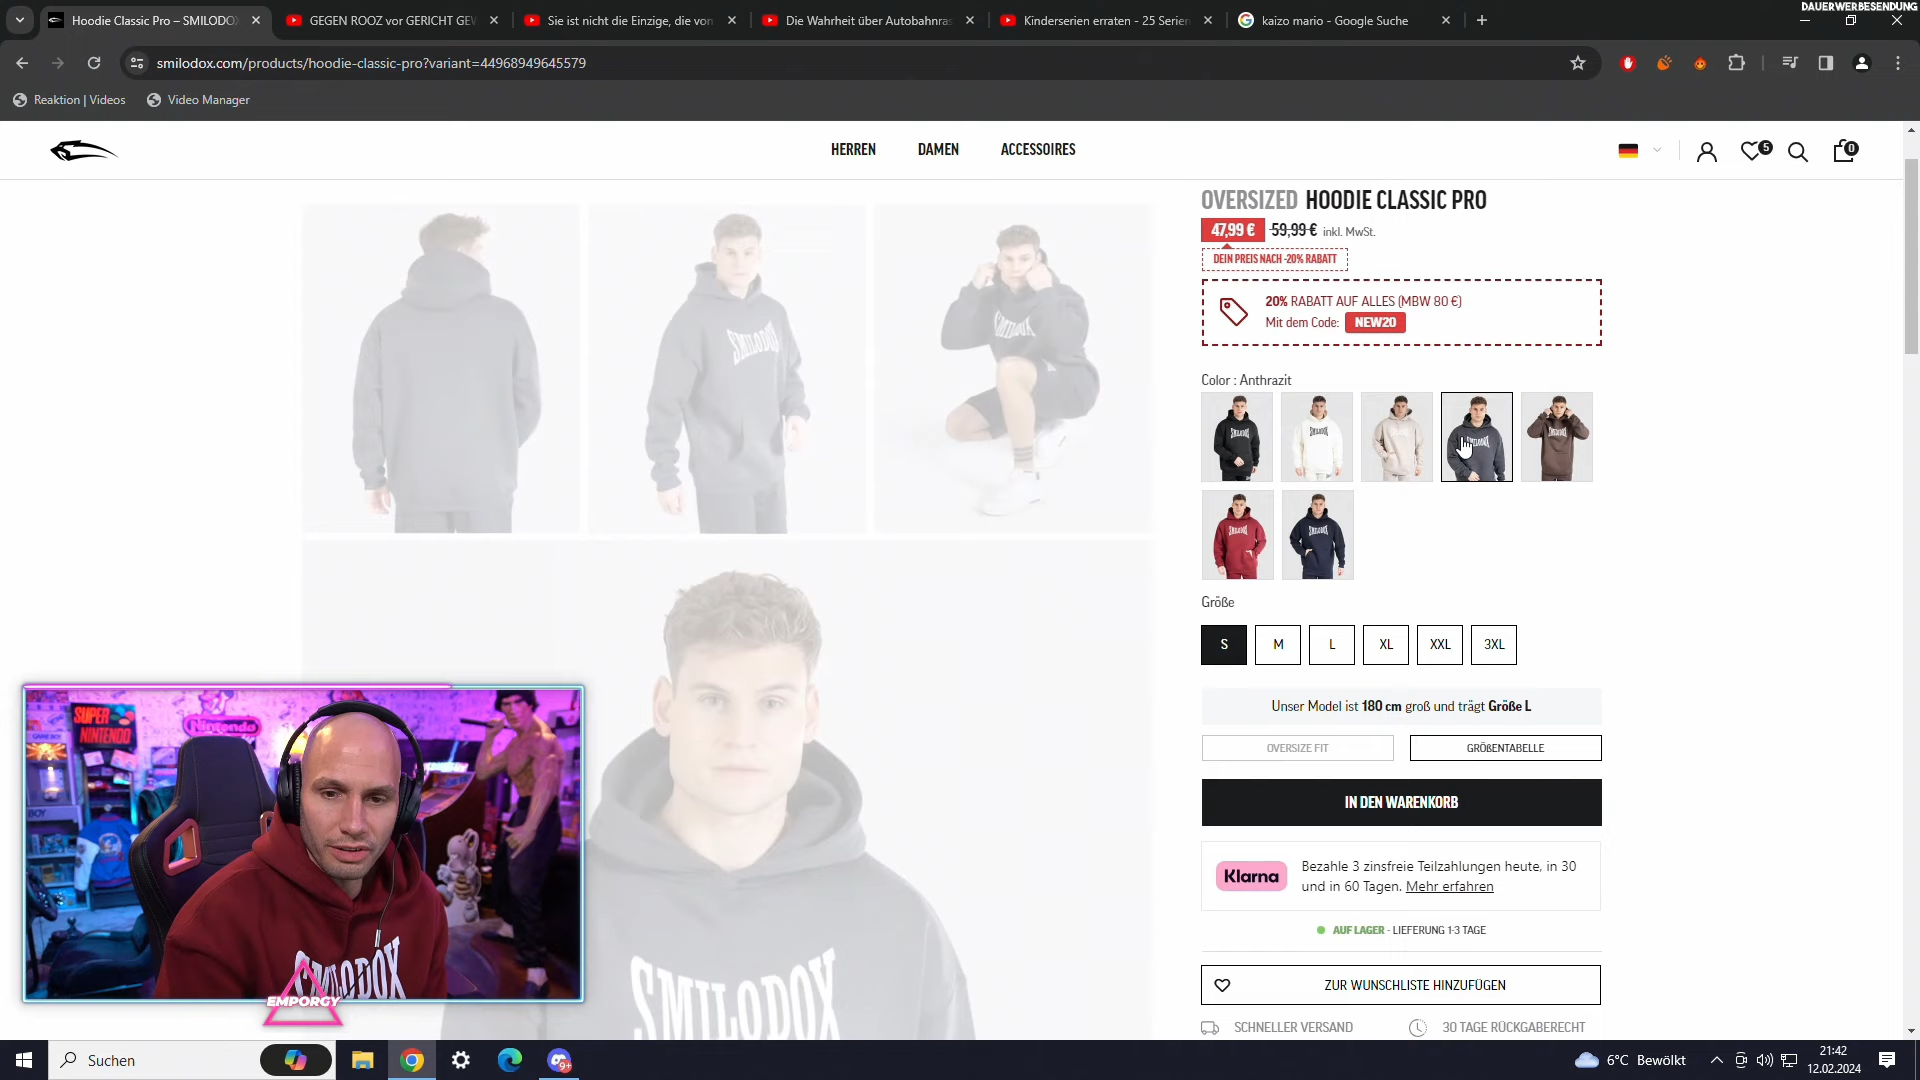 DAUERWERBESENDUNG
Hoodie Classic Pro – SMILODO
GEGEN ROOZ vor GERICHT GEW
Sie ist nicht die Einzige, die von
Die Wahrheit über Autobahnras
Kinderserien erraten - 25 Serien
kaizo mario - Google Suche
smilodox.com/products/hoodie-classic-pro?variant=44968949645579
Reaktion | Videos
Video Manager
HERREN
DAMEN
ACCESSOIRES
5
0
OVERSIZED HOODIE CLASSIC PRO
47,99 € 59,99 € inkl. MwSt.
DEIN PREIS NACH -20% RABATT
20% RABATT AUF ALLES (MBW 80 €)
Mit dem Code: NEW20
Color : Anthrazit
Größe
S
M
L
XL
XXL
3XL
Unser Model ist 180 cm groß und trägt Größe L
OVERSIZE FIT
GRÖßENTABELLE
IN DEN WARENKORB
Klarna
Bezahle 3 zinsfreie Teilzahlungen heute, in 30
und in 60 Tagen. Mehr erfahren
AUF LAGER - LIEFERUNG 1-3 TAGE
ZUR WUNSCHLISTE HINZUFÜGEN
SCHNELLER VERSAND
30 TAGE RÜCKGABERECHT
SMILODOX
SMILODOX
SUPER
NINTENDO
Nintendo
SMILODOX
EMPORGY
Suchen
9+
6°C Bewölkt
21:42
12.02.2024